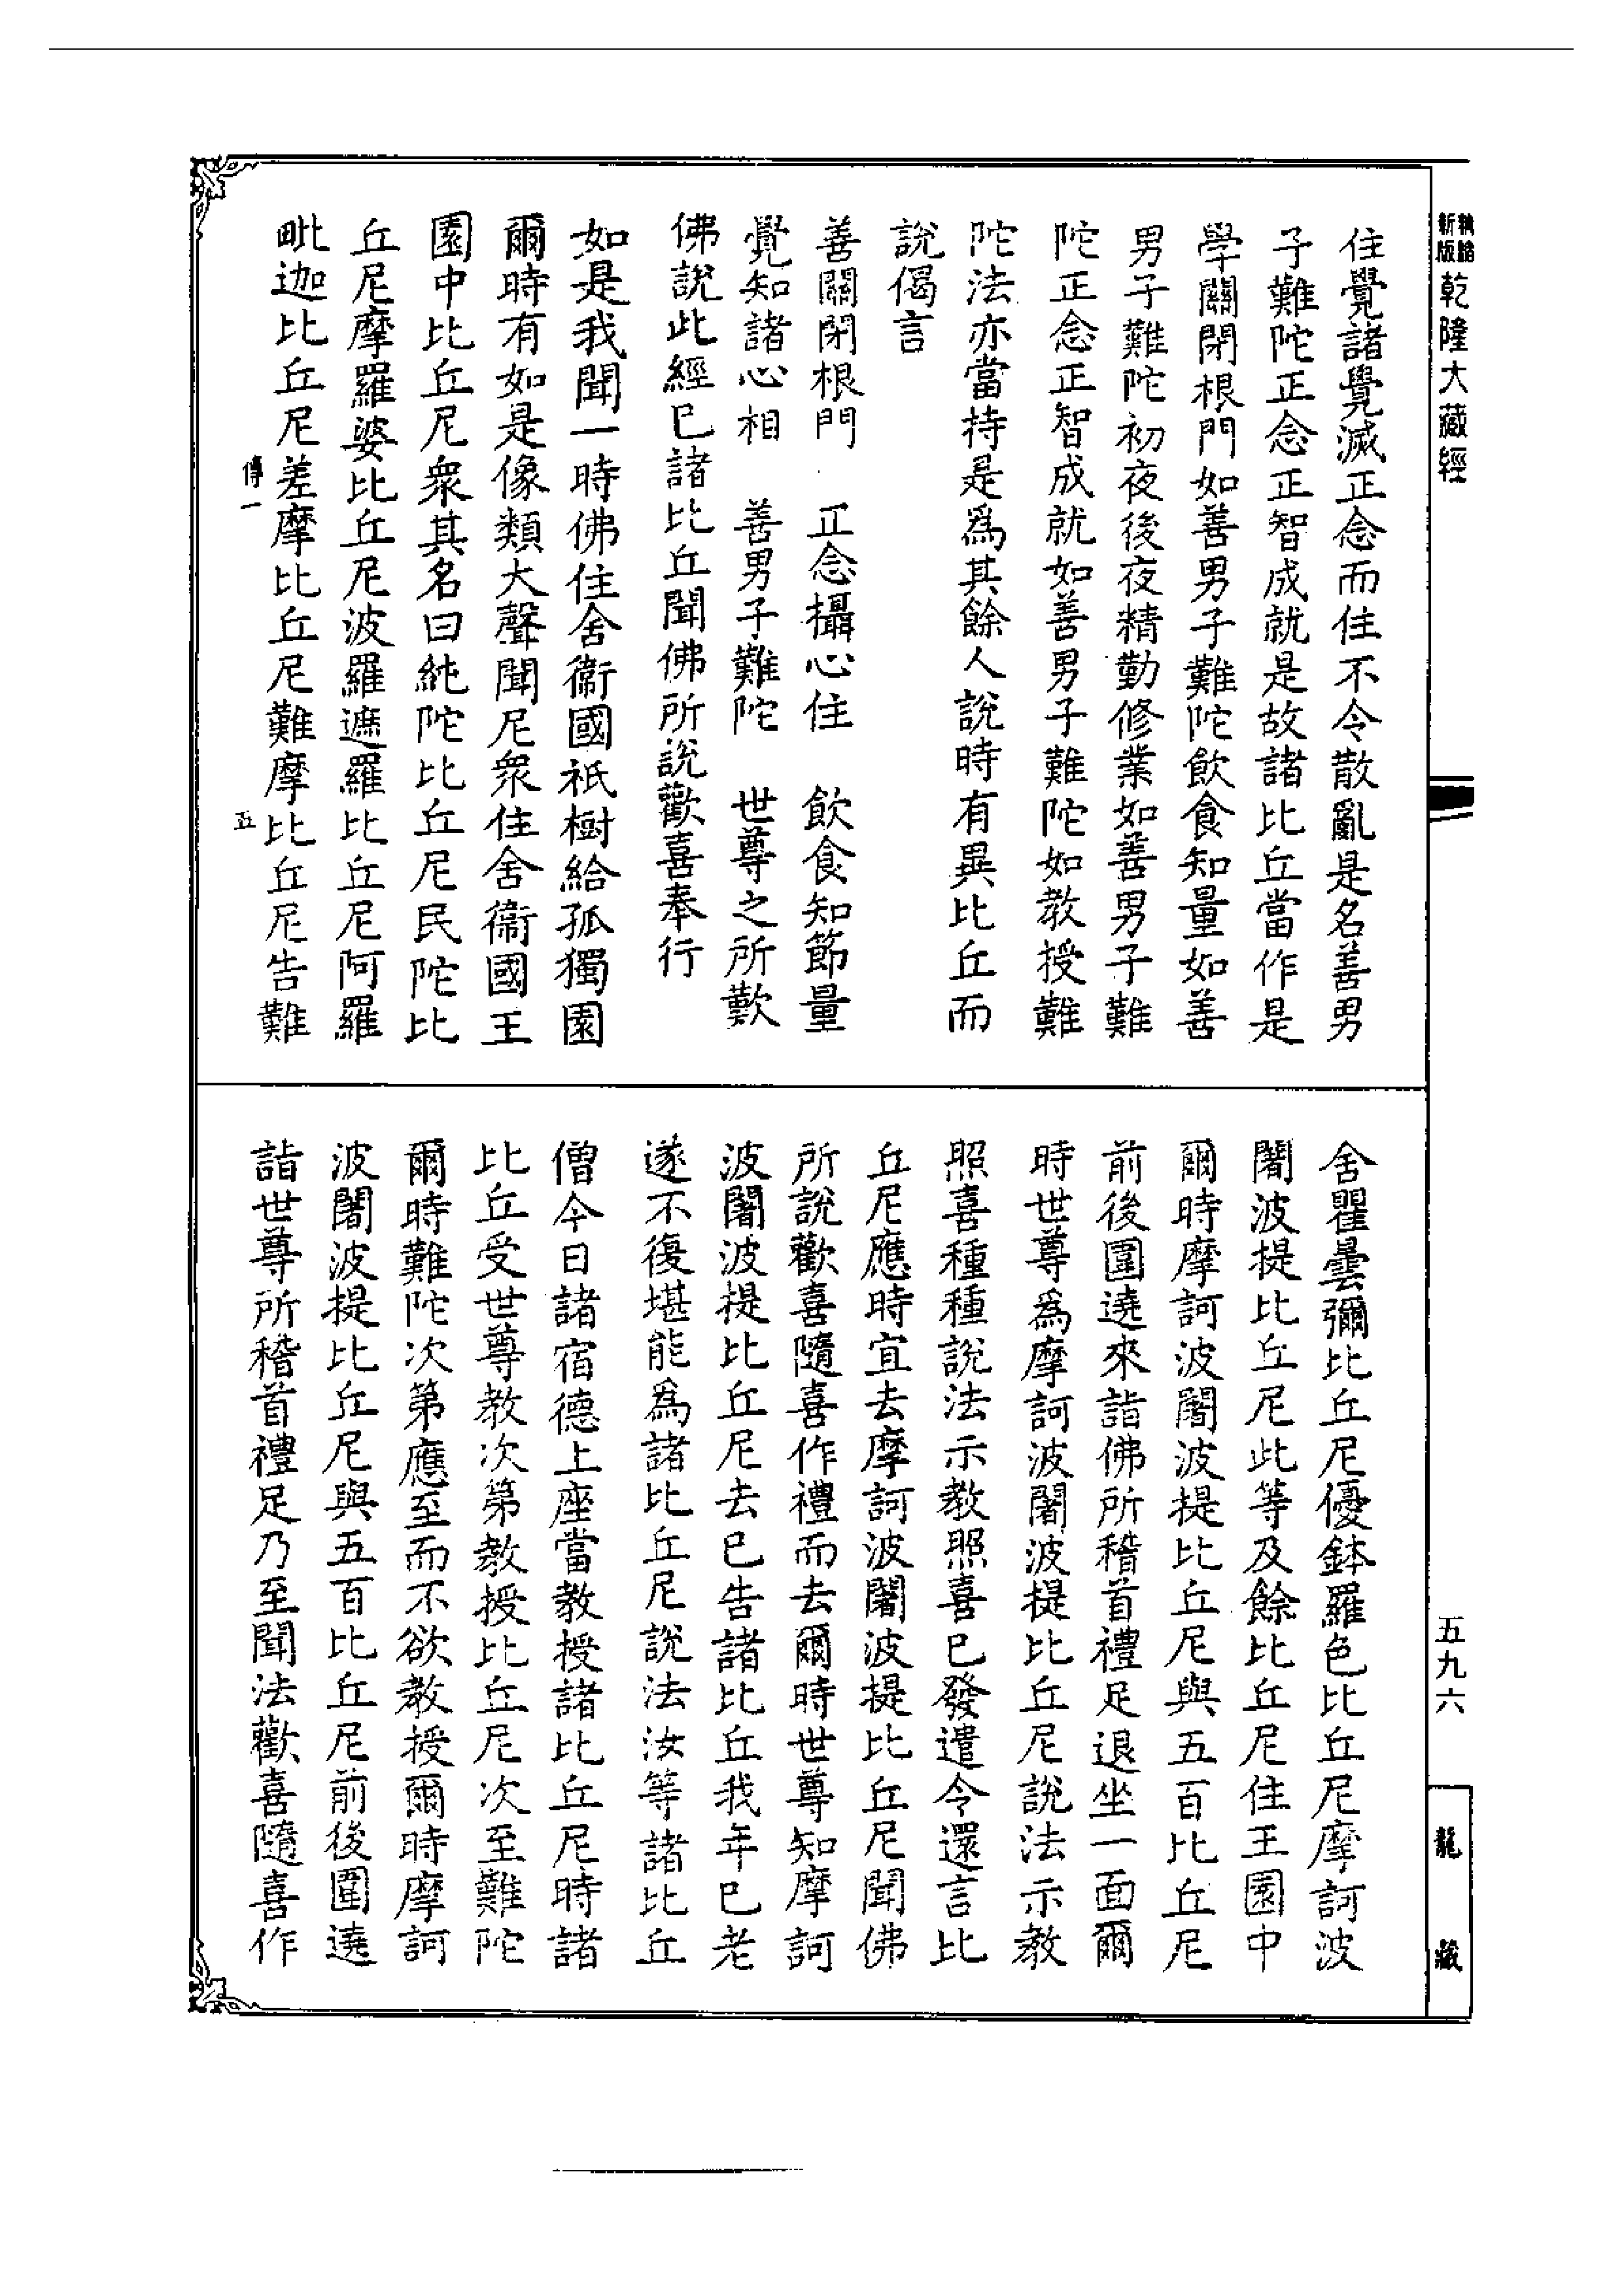 新版
乾隆大藏經
住覺諸覺滅正念而住不令散亂是名善男
子難陀正念正智成就是故諸比丘當作是
學關閉根門如善男子難陀飲食知量如善
男子難陀初夜後夜精勤修業如善男子難
陀正念正智成就如善男子難陀如教授難
陀法亦當持是爲其餘人說時有異比丘而
說偈言
善關閉根門　正念攝心住　飲食知節量
覺知諸心相　善男子難陀　世尊之所歎
佛說此經已諸比丘聞佛所說歡喜奉行
如是我聞一時佛住舍衞國祇樹給孤獨園
爾時有如是像類大聲聞尼衆住舍衞國王
園中比丘尼衆其名曰純陀比丘尼民陀比
丘尼摩羅婆比丘尼波羅遮羅比丘尼阿羅
毗迦比丘尼差摩比丘尼難摩比丘尼告難
傳一　五
舍瞿曇彌比丘尼優鉢羅色比丘尼摩訶波
闍波提比丘尼此等及餘比丘尼住王園中
爾時摩訶波闍波提比丘尼與五百比丘尼
前後圍遶來詣佛所稽首禮足退坐一面爾
時世尊爲摩訶波闍波提比丘尼說法示教
照喜種種說法示教照喜已發遣令還言比
丘尼應時宜去摩訶波闍波提比丘尼聞佛
所說歡喜隨喜作禮而去爾時世尊知摩訶
波闍波提比丘尼去已告諸比丘我年已老
遂不復堪能爲諸比丘尼說法汝等諸比丘
僧今日諸宿德上座當教授諸比丘尼時諸
比丘受世尊教次第教授比丘尼次至難陀
爾時難陀次第應至而不欲教授爾時摩訶
波闍波提比丘尼與五百比丘尼前後圍遶
詣世尊所稽首禮足乃至聞法歡喜隨喜作
五九六
龍藏